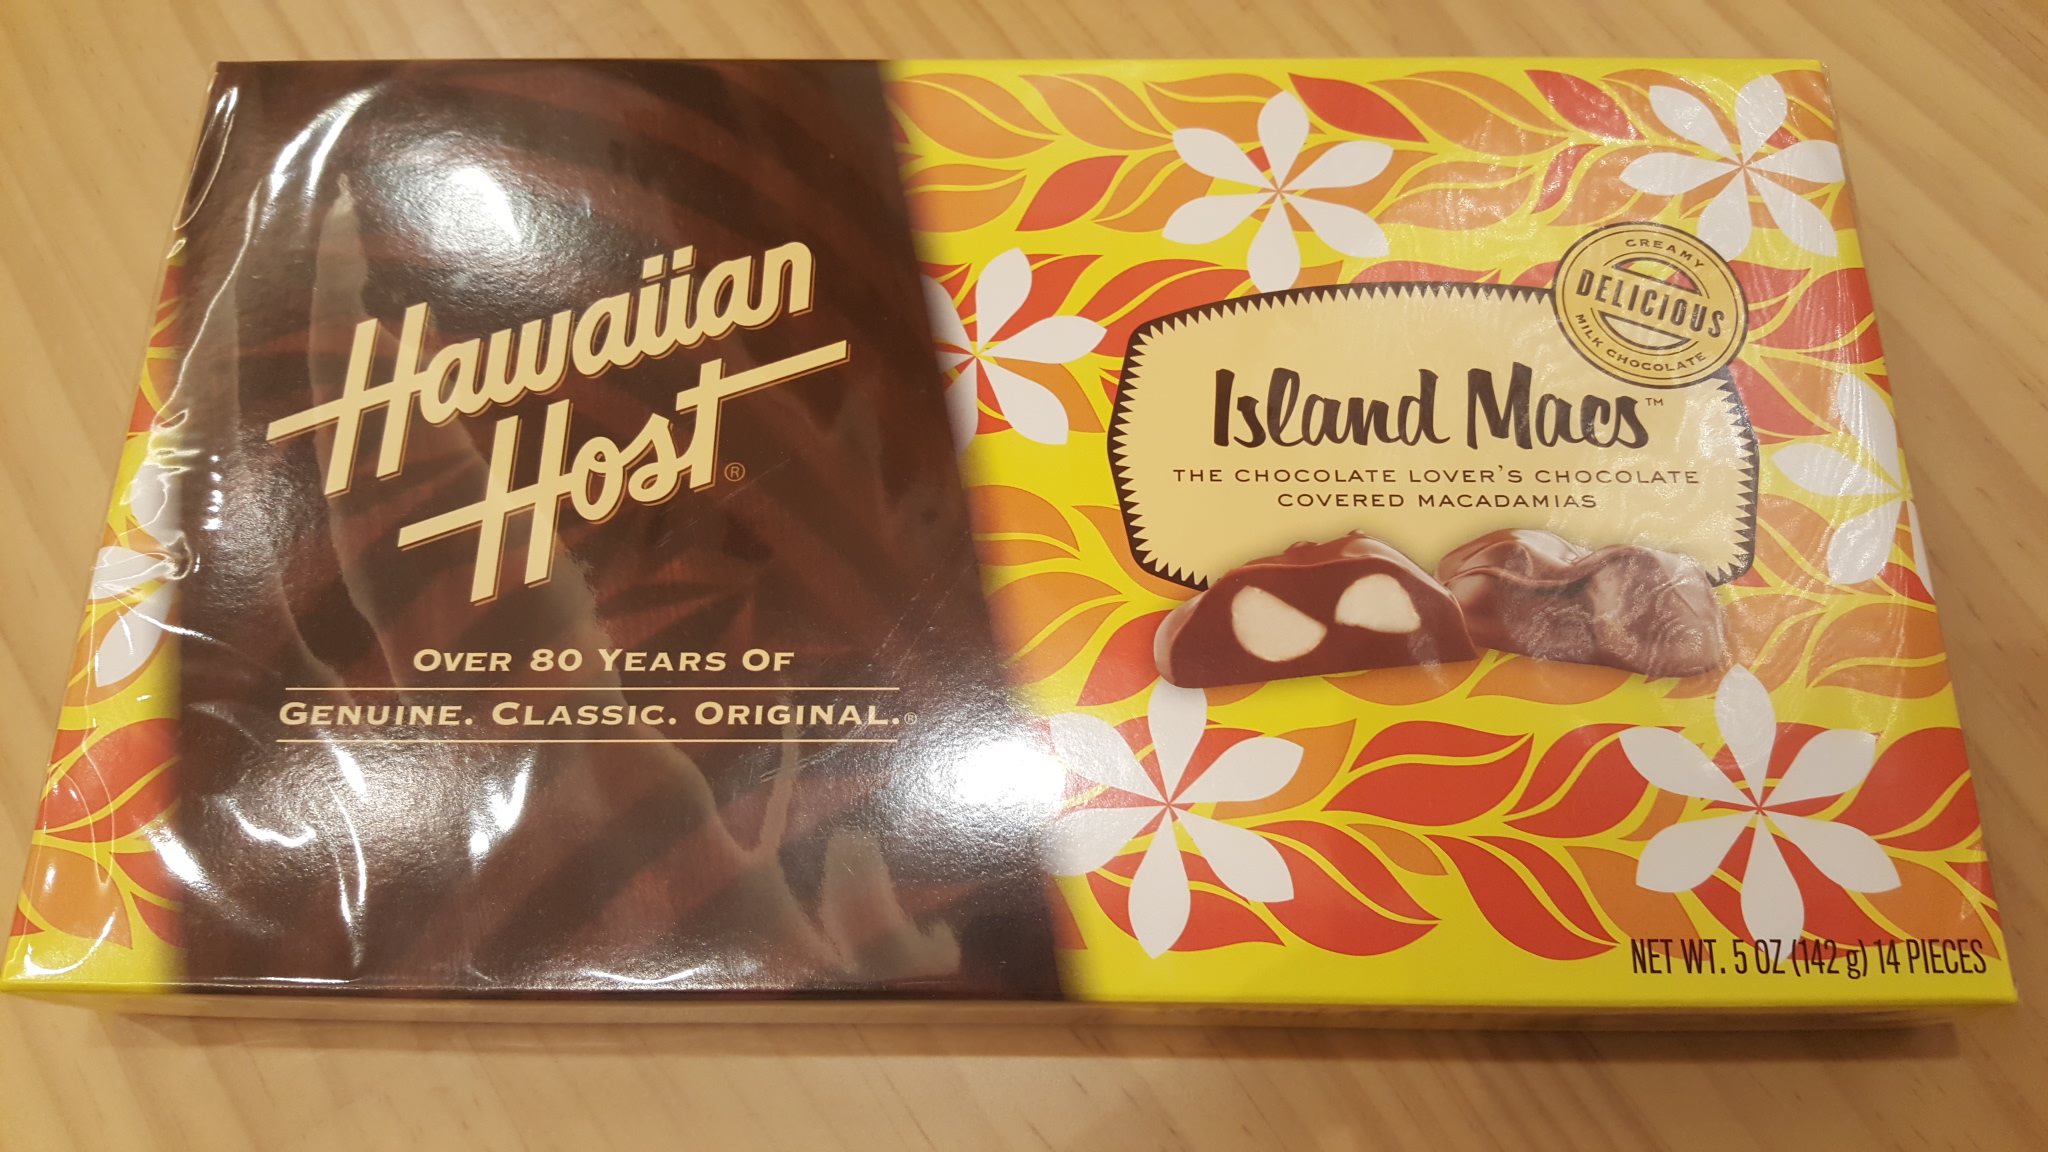 Hawaiian
Host®
OVER 80 YEARS OF
GENUINE. CLASSIC. ORIGINAL.®
CREAMY
DELICIOUS
MILK CHOCOLATE
Island Macs™
THE CHOCOLATE LOVER'S CHOCOLATE
COVERED MACADAMIAS
NET WT. 5 OZ (142 g) 14 PIECES